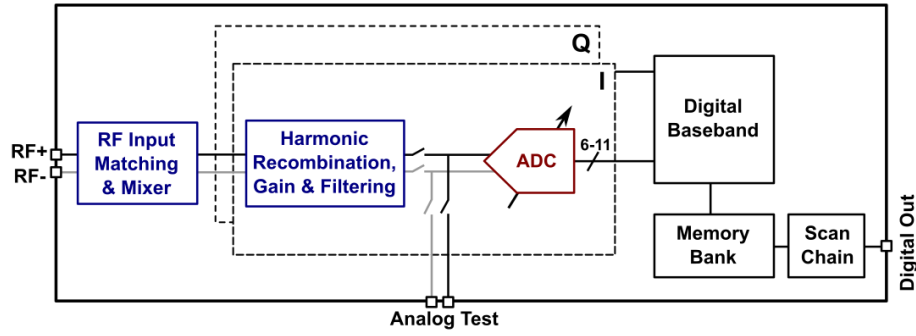 Q
I
RF+
RF-
RF Input
Matching
& Mixer
Harmonic
Recombination,
Gain & Filtering
ADC
6-11
Digital
Baseband
Memory
Bank
Scan
Chain
Digital Out
Analog Test